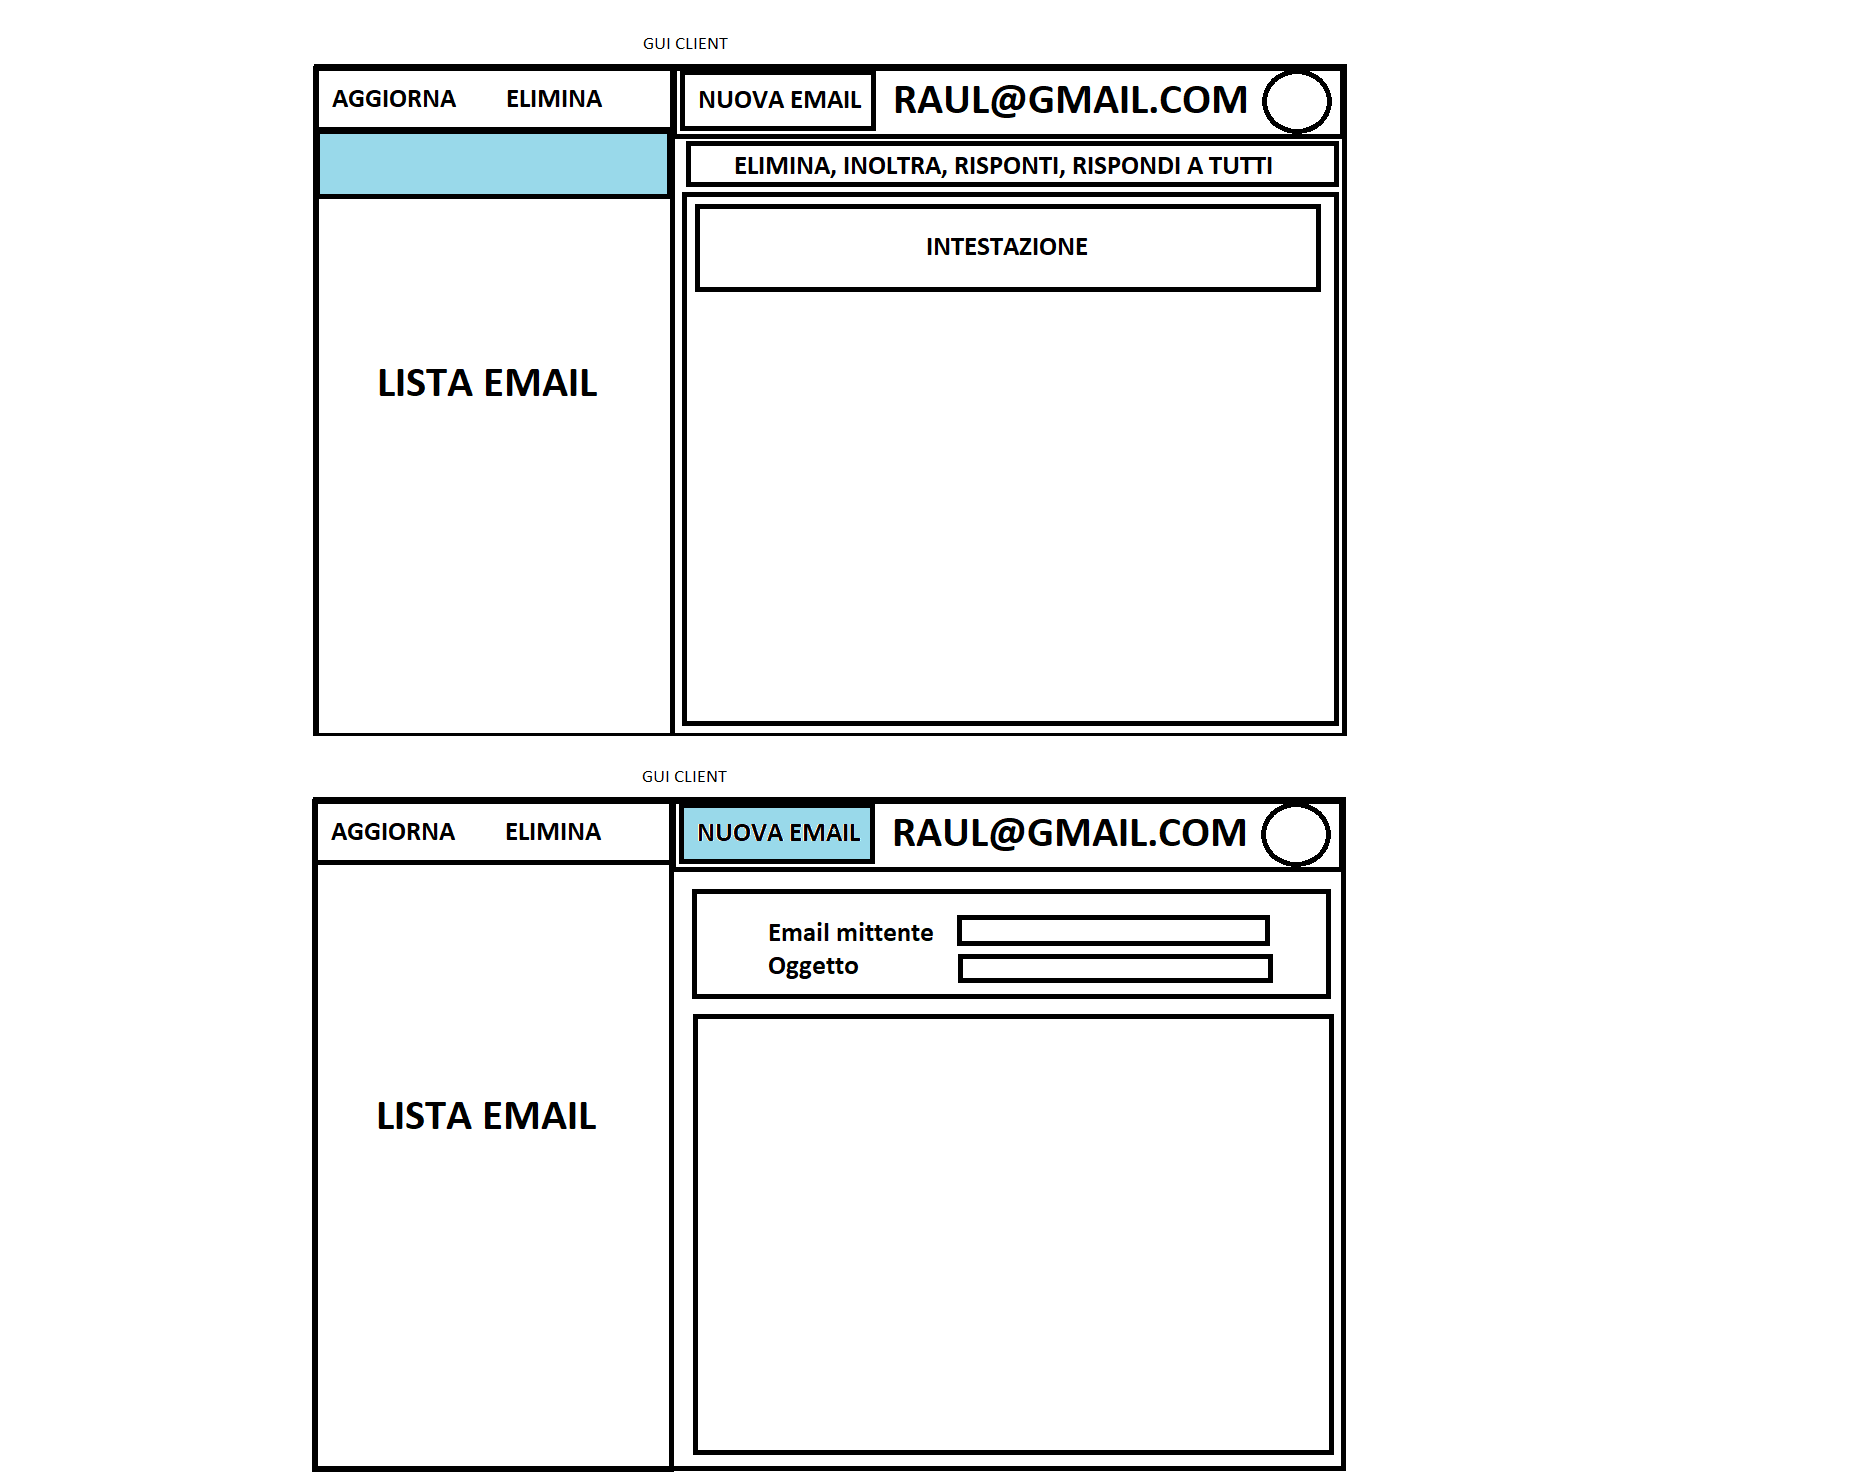 GUI CLIENT
AGGIORNA ELIMINA NUOVA EMAIL RAUL@GMAIL.COM
ELIMINA, INOLTRA, RISPONTI, RISPONDI A TUTTI
INTESTAZIONE
LISTA EMAIL
GUI CLIENT
AGGIORNA ELIMINA NUOVA EMAIL RAUL@GMAIL.COM
Email mittente
Oggetto
LISTA EMAIL